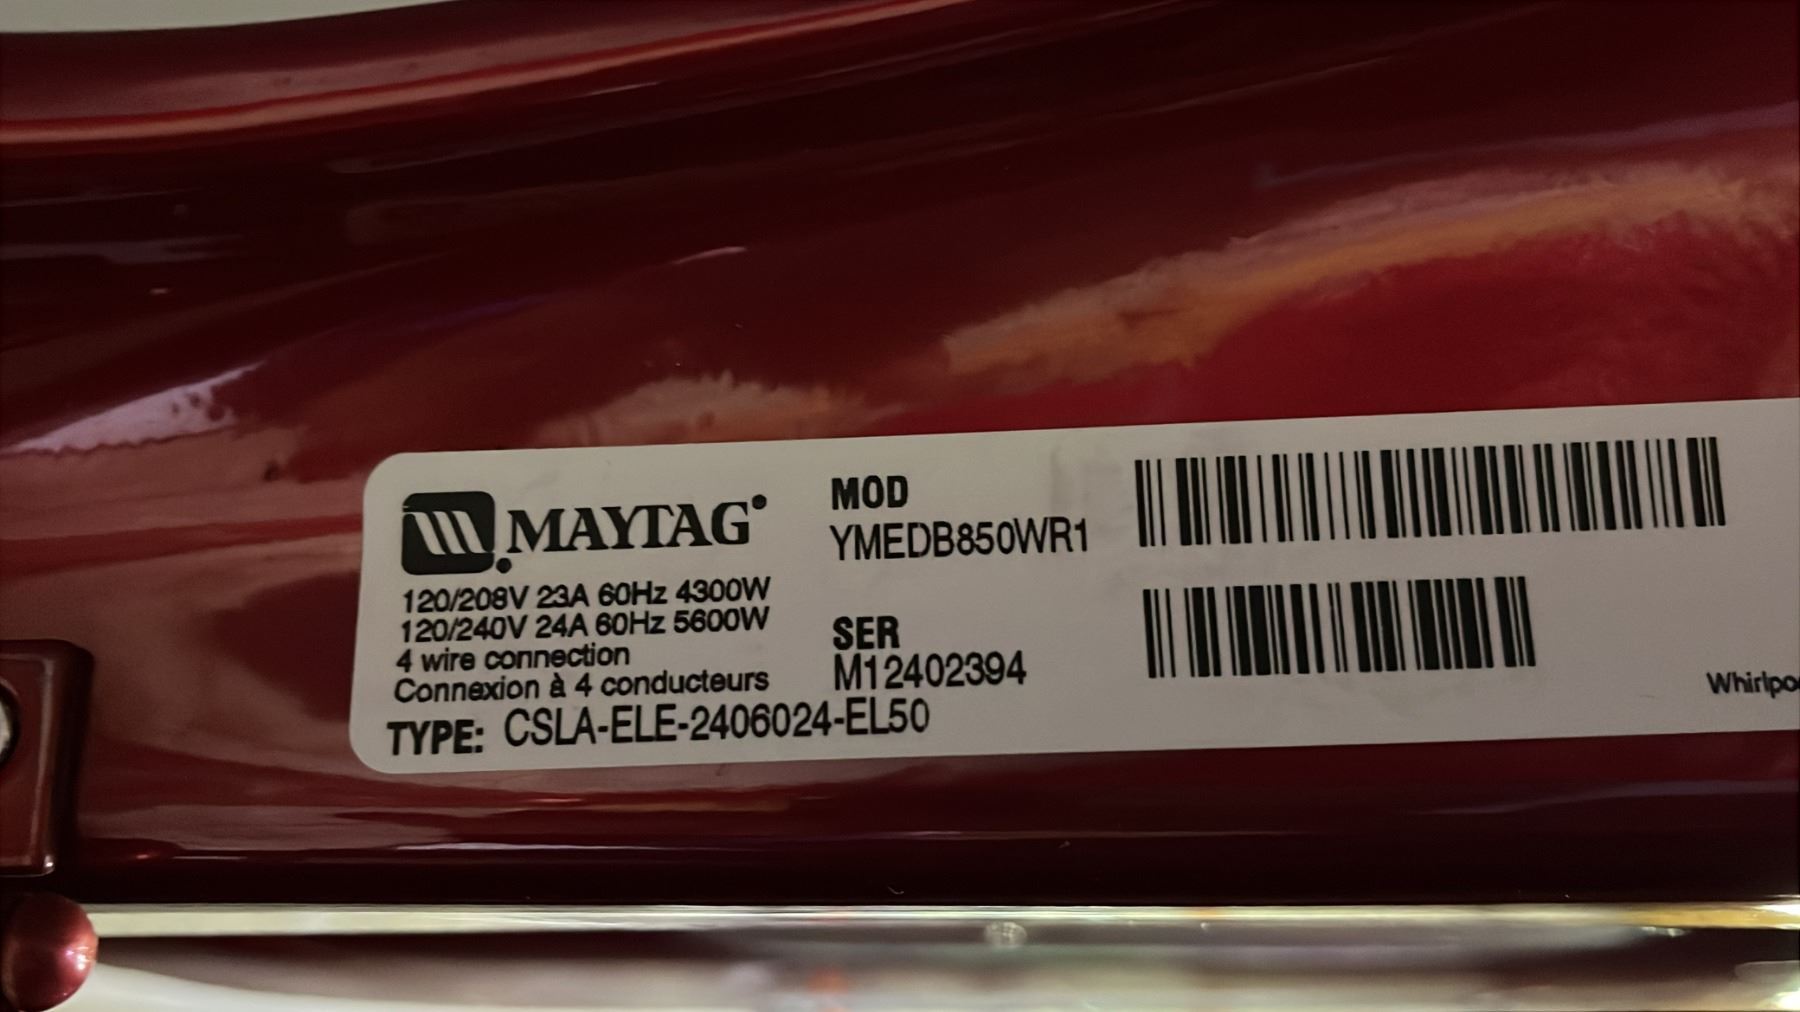 MAYTAG
120/208V 23A 60Hz 4300W
120/240V 24A 60Hz 5600W
4 wire connection
Connexion à 4 conducteurs
TYPE: CSLA-ELE-2406024-EL50
MOD
YMEDB850WR1
SER
M12402394